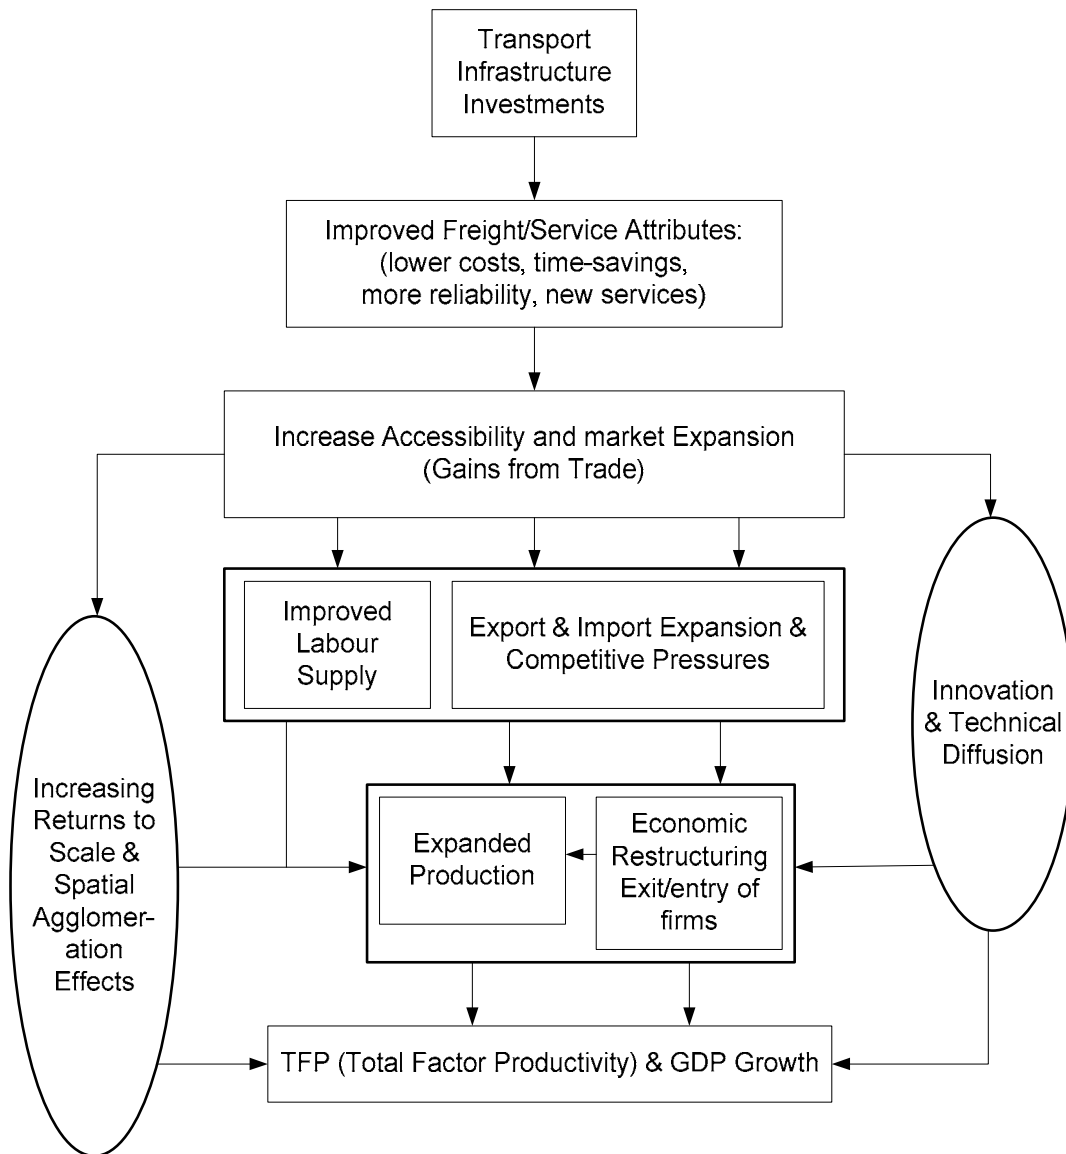 Transport
Infrastructure
Investments
Improved Freight/Service Attributes:
(lower costs, time-savings,
more reliability, new services)
Increase Accessibility and market Expansion
(Gains from Trade)
Improved
Labour
Supply
Export & Import Expansion &
Competitive Pressures
Innovation
& Technical
Diffusion
Increasing
Returns to
Scale &
Spatial
Agglomer-
ation
Effects
Expanded
Production
Economic
Restructuring
Exit/entry of
firms
TFP (Total Factor Productivity) & GDP Growth